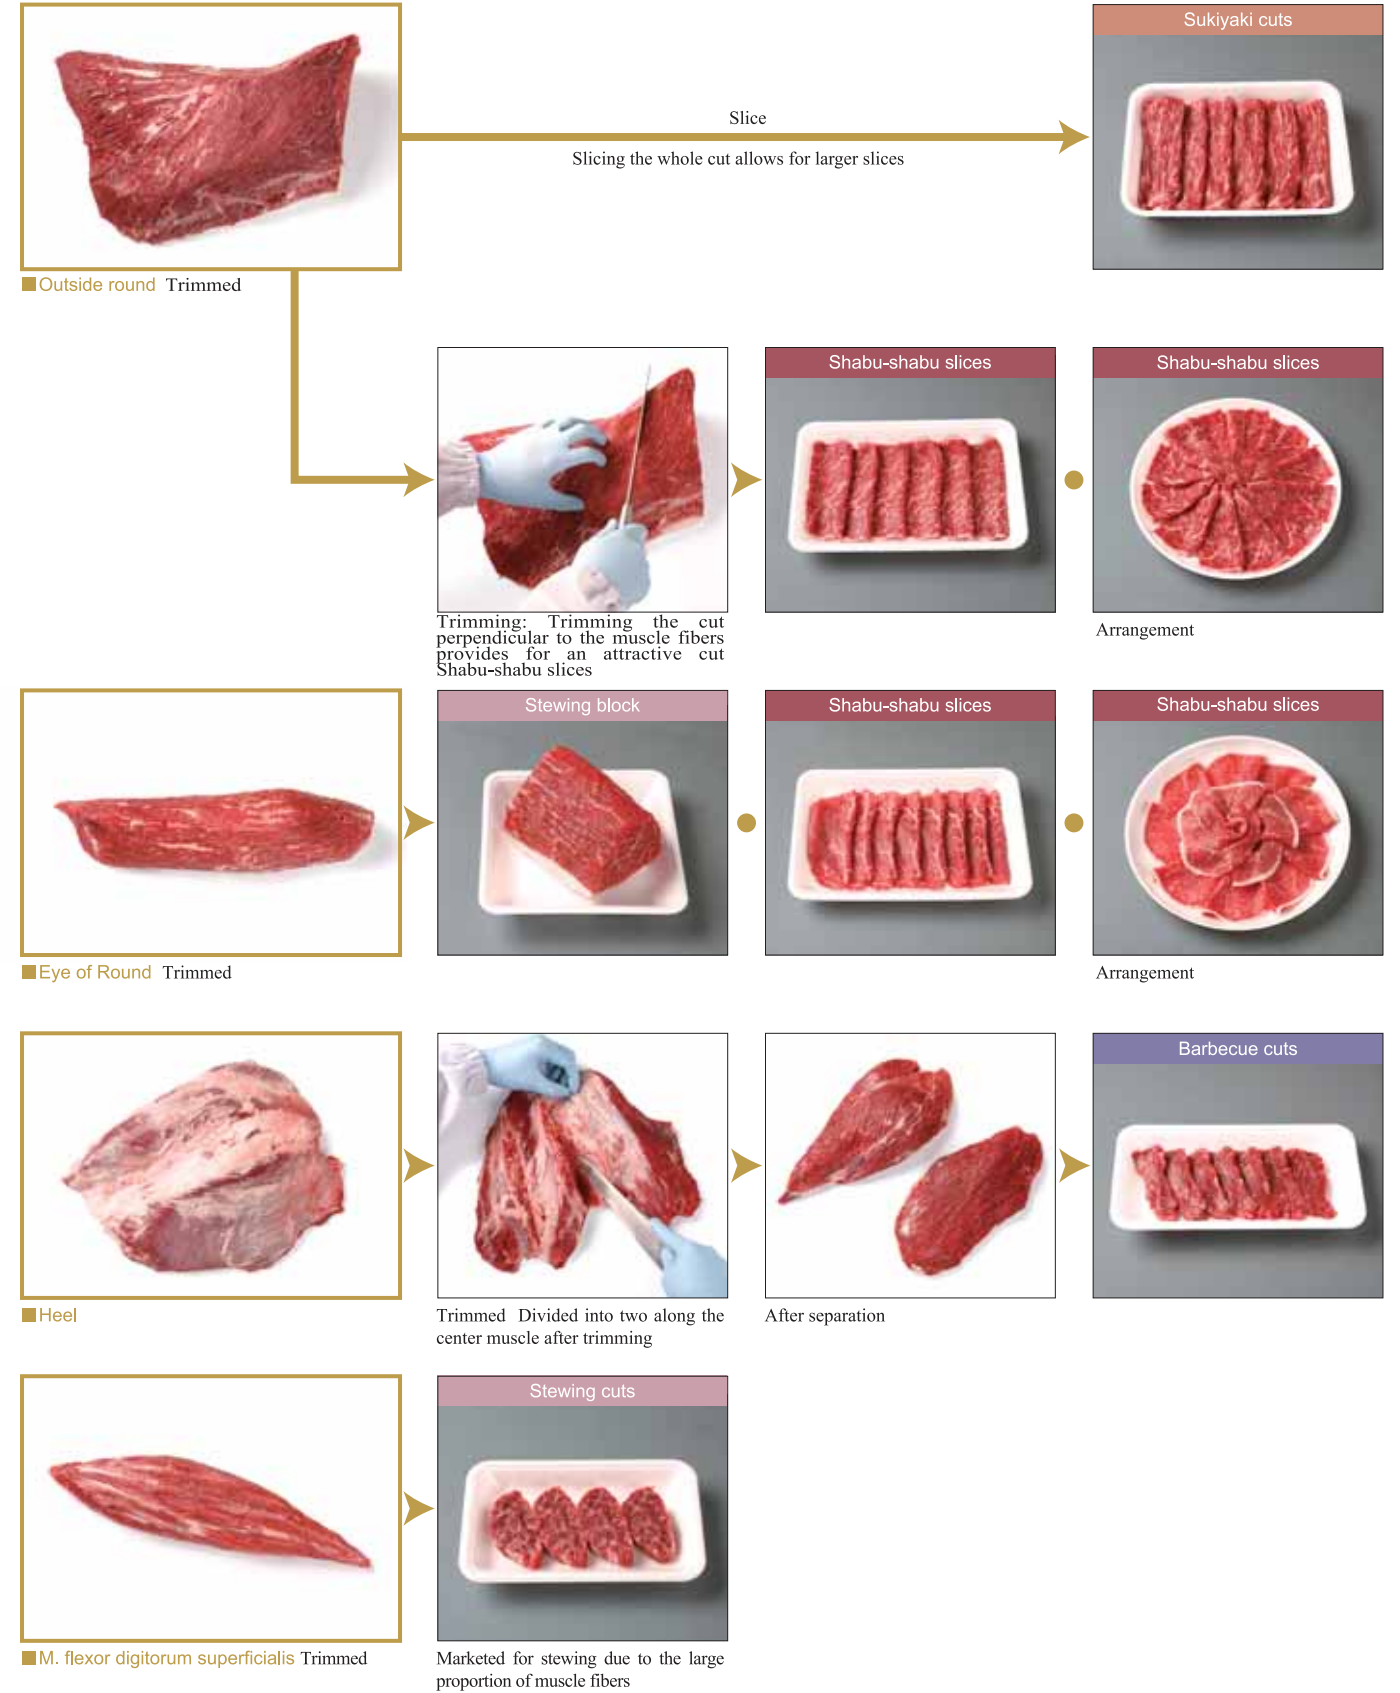 Sukiyaki cuts
Slice
Slicing the whole cut allows for larger slices
■Outside round Trimmed
Shabu-shabu slices
Shabu-shabu slices
Trimming: Trimming the cut
perpendicular to the muscle fibers
provides for an attractive cut
Shabu-shabu slices
Arrangement
Stewing block
Shabu-shabu slices
Shabu-shabu slices
■Eye of Round Trimmed
Arrangement
Barbecue cuts
■Heel
Trimmed Divided into two along the
center muscle after trimming
After separation
Stewing cuts
■M. flexor digitorum superficialis Trimmed
Marketed for stewing due to the large
proportion of muscle fibers